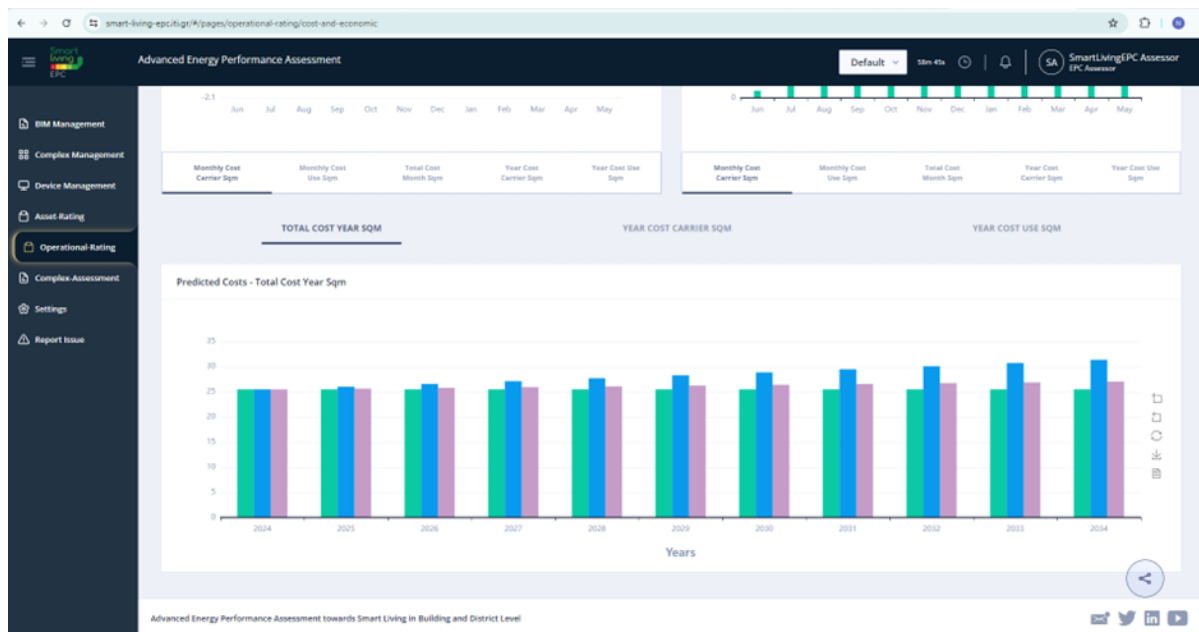 smart-living-epc.iti.gr/#/pages/operational-rating/cost-and-economic
Smart
living
EPC
Advanced Energy Performance Assessment
Default
58m 45s
SA
SmartLivingEPC Assessor
EPC Assessor
BIM Management
Complex Management
Device Management
Asset-Rating
Operational-Rating
Complex-Assessment
Settings
Report Issue
-2.1
Jun Jul Aug Sep Oct Nov Dec Jan Feb Mar Apr May
0
Jun Jul Aug Sep Oct Nov Dec Jan Feb Mar Apr May
Monthly Cost Carrier Sqm
Monthly Cost Use Sqm
Total Cost Month Sqm
Year Cost Carrier Sqm
Year Cost Use Sqm
Monthly Cost Carrier Sqm
Monthly Cost Use Sqm
Total Cost Month Sqm
Year Cost Carrier Sqm
Year Cost Use Sqm
TOTAL COST YEAR SQM
YEAR COST CARRIER SQM
YEAR COST USE SQM
Predicted Costs - Total Cost Year Sqm
35
30
25
20
15
10
5
0
2024 2025 2026 2027 2028 2029 2030 2031 2032 2033 2034
Years
Advanced Energy Performance Assessment towards Smart Living in Building and District Level